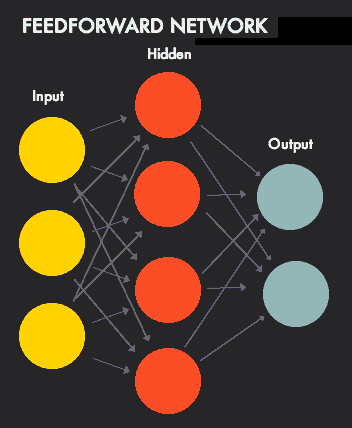 FEEDFORWARD NETWORK
Hidden
Input
Output